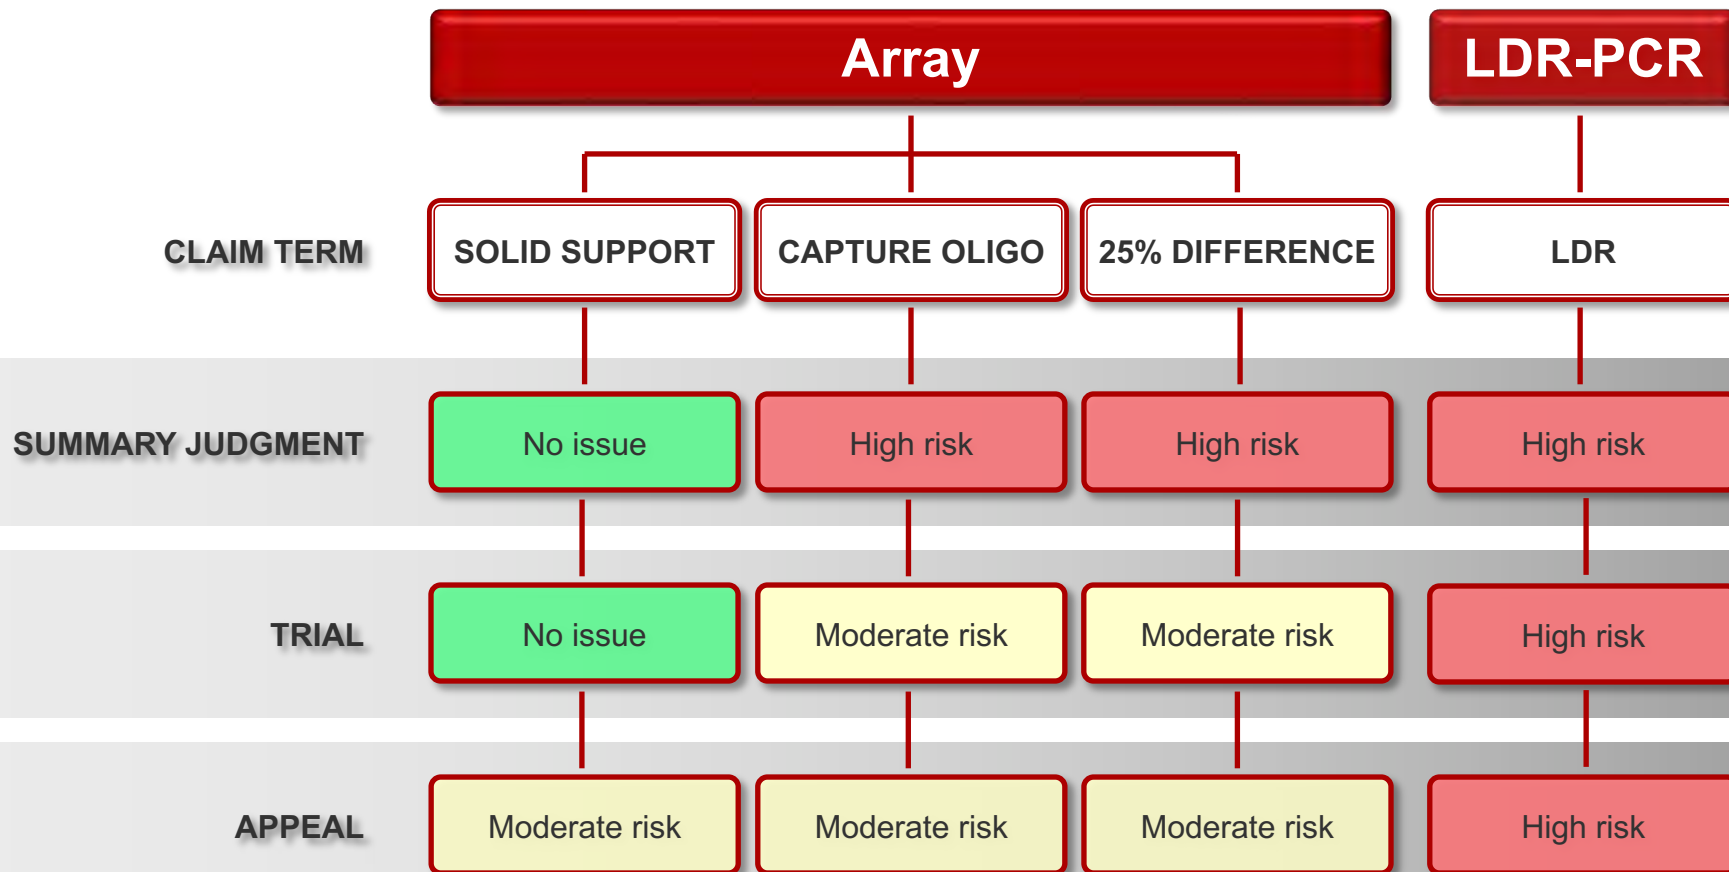 Array LDR-PCR
CLAIM TERM SOLID SUPPORT CAPTURE OLIGO 25% DIFFERENCE LDR
SUMMARY JUDGMENT No issue High risk High risk High risk
TRIAL No issue Moderate risk Moderate risk High risk
APPEAL Moderate risk Moderate risk Moderate risk High risk